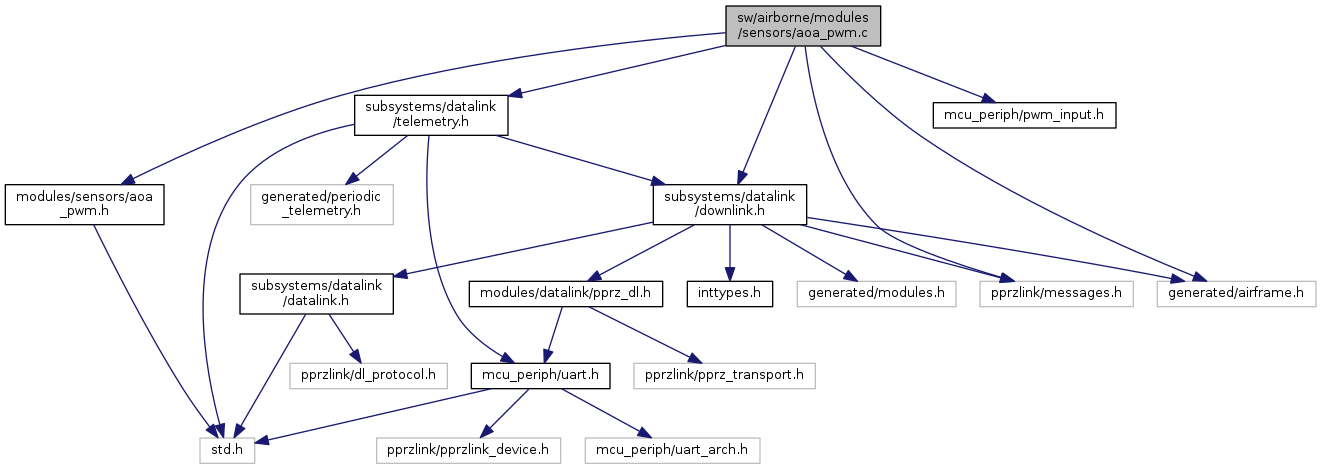 sw/airborne/modules
/sensors/aoa_pwm.c
subsystems/datalink
/telemetry.h
mcu_periph/pwm_input.h
modules/sensors/aoa
_pwm.h
generated/periodic
_telemetry.h
subsystems/datalink
/downlink.h
subsystems/datalink
/datalink.h
modules/datalink/pprz_dl.h
inttypes.h
generated/modules.h
pprzlink/messages.h
generated/airframe.h
pprzlink/dl_protocol.h
mcu_periph/uart.h
pprzlink/pprz_transport.h
std.h
pprzlink/pprzlink_device.h
mcu_periph/uart_arch.h